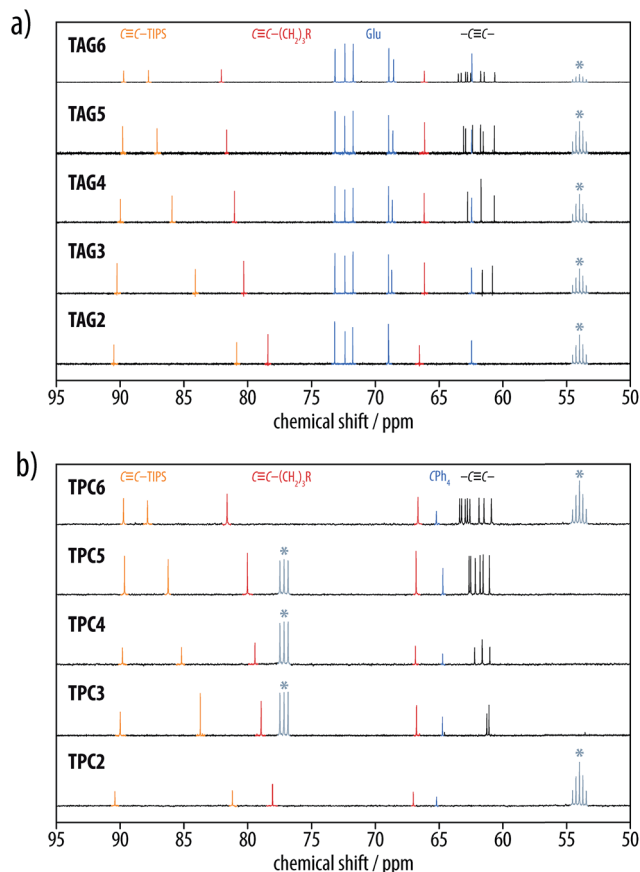 a)
C≡C–TIPS C≡C–(CH₂)₃R Glu –C≡C–
TAG6
*
TAG5
*
TAG4
*
TAG3
*
TAG2
*
95 90 85 80 75 70 65 60 55 50
chemical shift / ppm
b)
C≡C–TIPS C≡C–(CH₂)₃R CPh₄ –C≡C–
TPC6
*
TPC5
*
TPC4
*
TPC3
*
TPC2
*
95 90 85 80 75 70 65 60 55 50
chemical shift / ppm